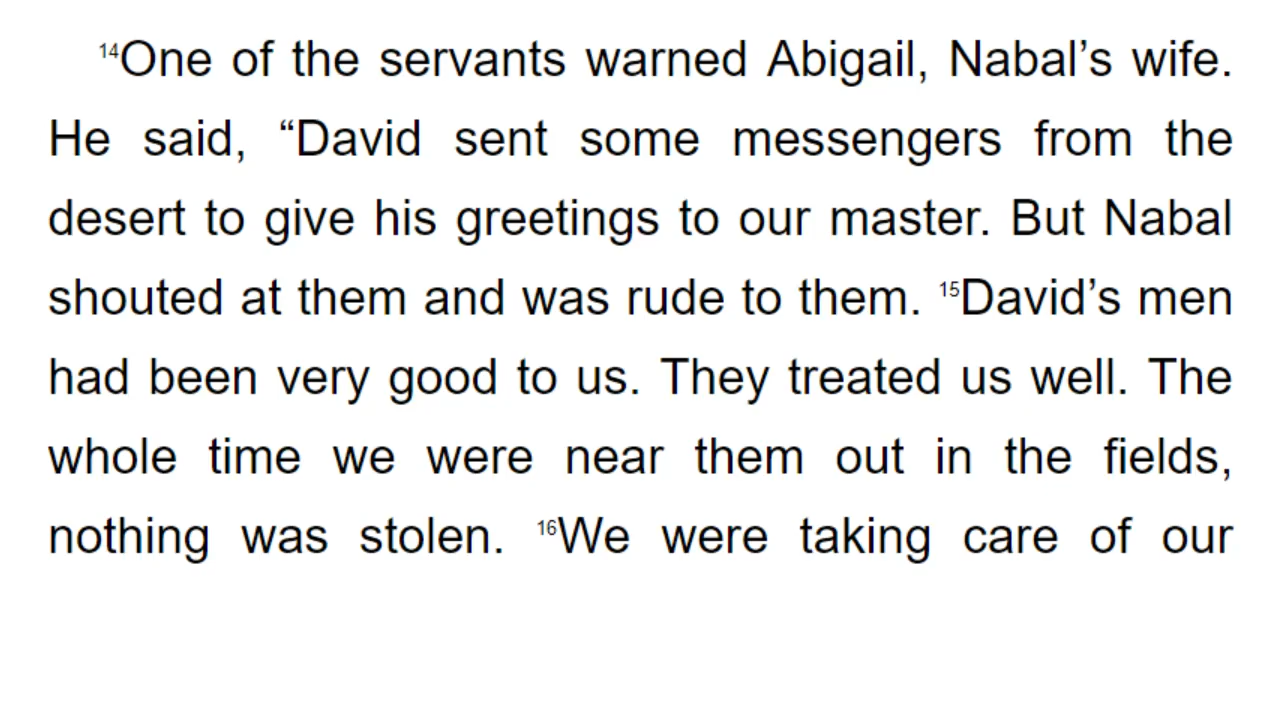 ¹⁴One of the servants warned Abigail, Nabal’s wife.
He said, “David sent some messengers from the
desert to give his greetings to our master. But Nabal
shouted at them and was rude to them. ¹⁵David’s men
had been very good to us. They treated us well. The
whole time we were near them out in the fields,
nothing was stolen. ¹⁶We were taking care of our